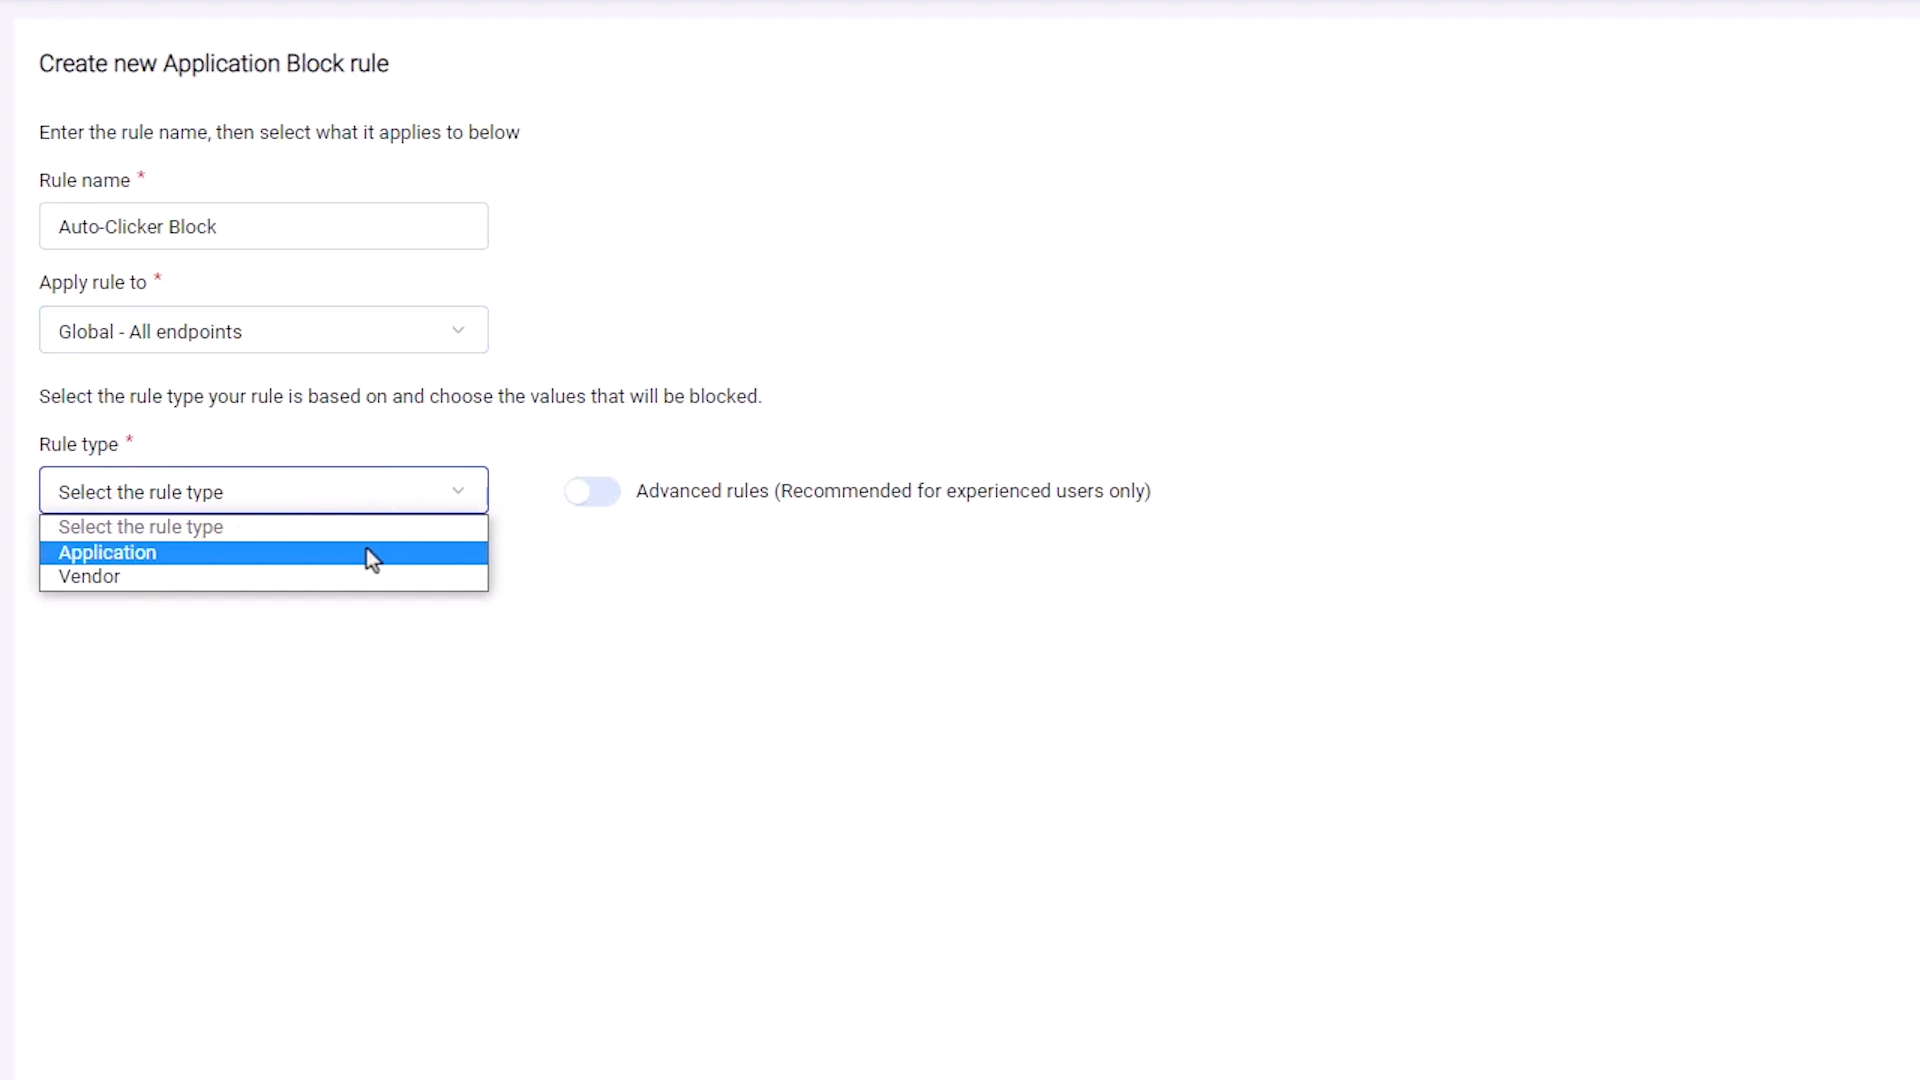 Create new Application Block rule
Enter the rule name, then select what it applies to below
Rule name *
Auto-Clicker Block
Apply rule to *
Global - All endpoints
Select the rule type your rule is based on and choose the values that will be blocked.
Rule type *
Select the rule type
Advanced rules (Recommended for experienced users only)
Select the rule type
Application
Vendor